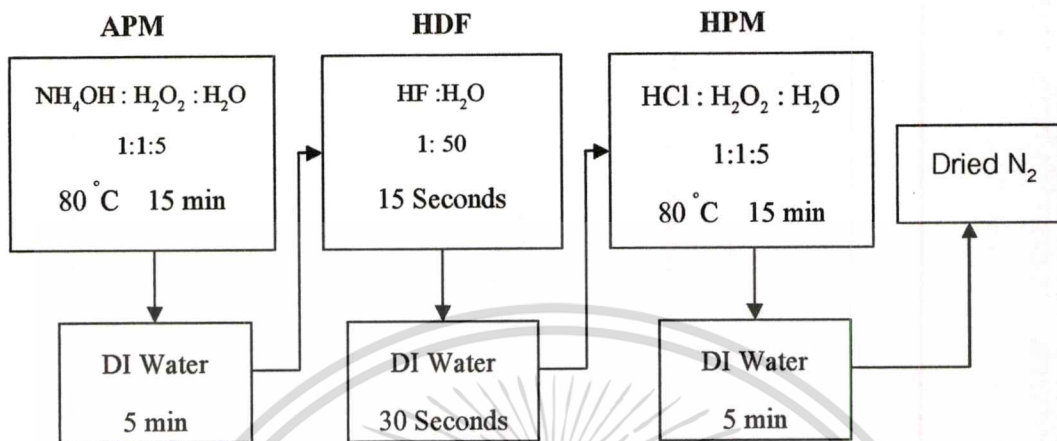 APM
NH₄OH : H₂O₂ : H₂O
1:1:5
80 °C 15 min
DI Water
5 min
HDF
HF :H₂O
1: 50
15 Seconds
DI Water
30 Seconds
HPM
HCl : H₂O₂ : H₂O
1:1:5
80 °C 15 min
DI Water
5 min
Dried N₂